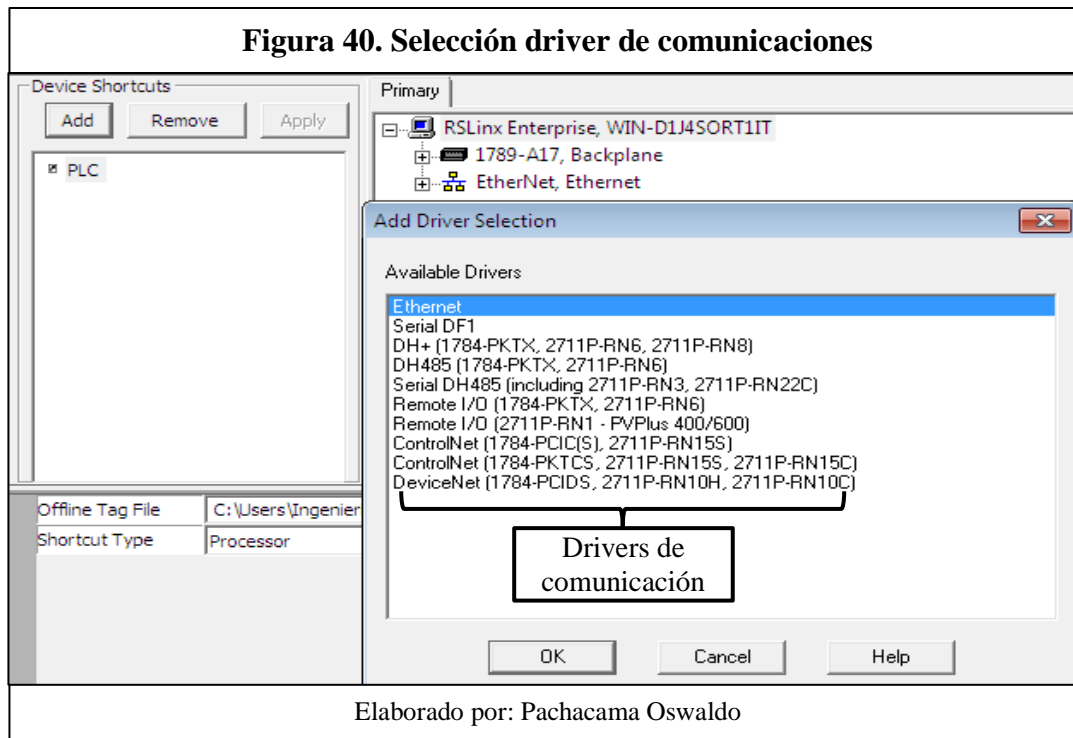 Figura 40. Selección driver de comunicaciones
Device Shortcuts
Add
Remove
Apply
PLC
Primary
RSLinx Enterprise, WIN-D1J4SORT1IT
1789-A17, Backplane
EtherNet, Ethernet
Add Driver Selection
Available Drivers
Ethernet
Serial DF1
DH+ (1784-PKTX, 2711P-RN6, 2711P-RN8)
DH485 (1784-PKTX, 2711P-RN6)
Serial DH485 (including 2711P-RN3, 2711P-RN22C)
Remote I/O (1784-PKTX, 2711P-RN6)
Remote I/O (2711P-RN1 - PVPlus 400/600)
ControlNet (1784-PCIC(S), 2711P-RN15S)
ControlNet (1784-PKTCS, 2711P-RN15S, 2711P-RN15C)
DeviceNet (1784-PCIDS, 2711P-RN10H, 2711P-RN10C)
Drivers de
comunicación
OK
Cancel
Help
Offline Tag File
C:\Users\Ingenier
Shortcut Type
Processor
Elaborado por: Pachacama Oswaldo